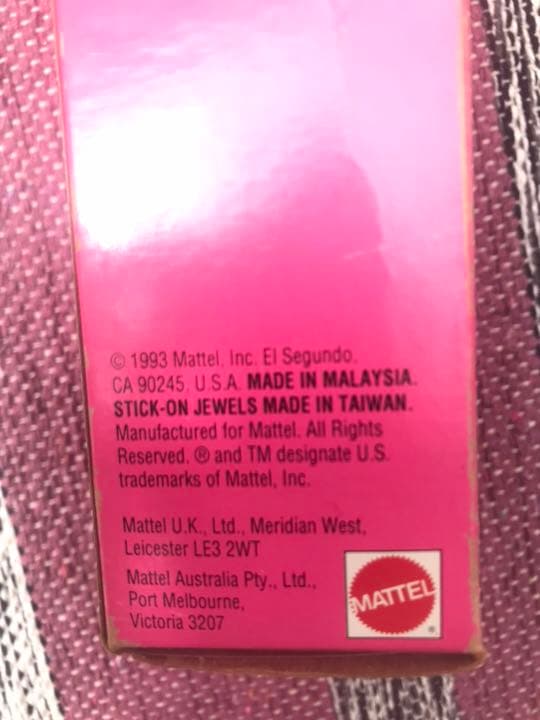 © 1993 Mattel, Inc. El Segundo,
CA 90245, U.S.A. MADE IN MALAYSIA.
STICK-ON JEWELS MADE IN TAIWAN.
Manufactured for Mattel. All Rights
Reserved. ® and TM designate U.S.
trademarks of Mattel, Inc.
Mattel U.K., Ltd., Meridian West,
Leicester LE3 2WT
Mattel Australia Pty., Ltd.,
Port Melbourne,
Victoria 3207
MATTEL
®